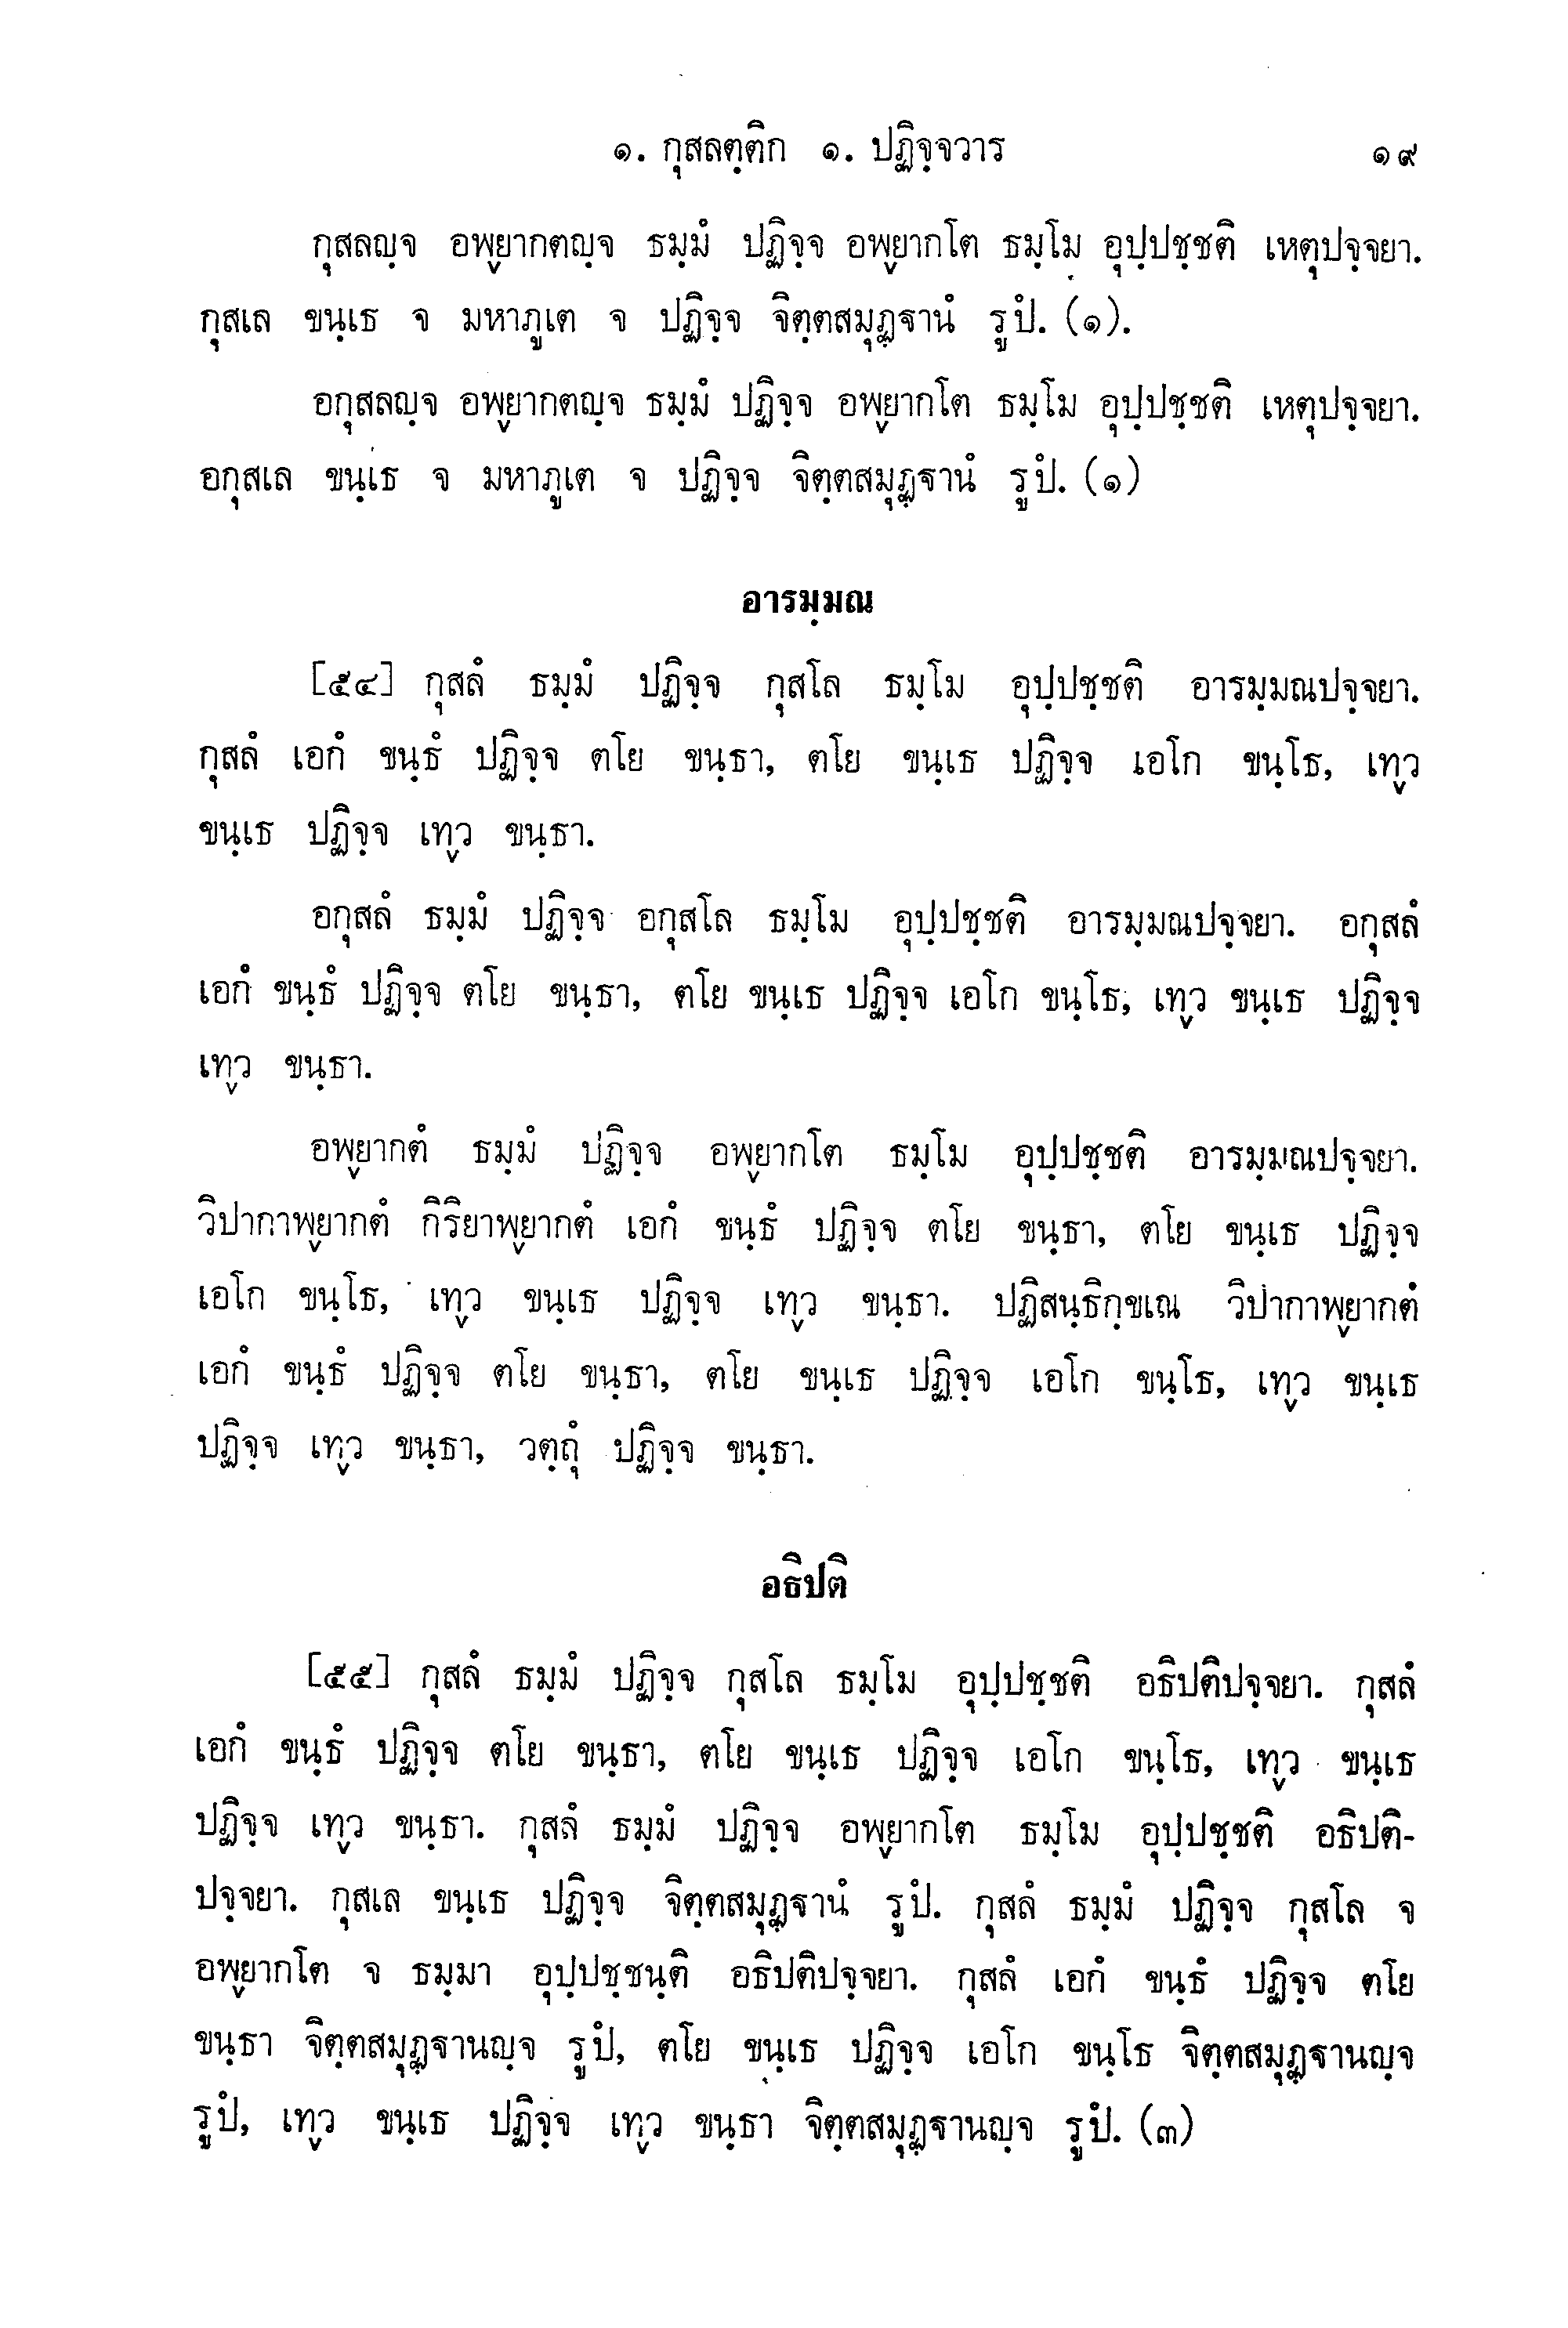 ๑. กุสลตฺติก ๑. ปฏิจฺจวาร ๑๙
กุสลญฺจ อพฺยากตญฺจ ธมฺมํ ปฏิจฺจ อพฺยากโต ธมฺโม อุปฺปชฺชติ เหตุปจฺจยา.
กุสเล ขนฺเธ จ มหาภูเต จ ปฏิจฺจ จิตฺตสมุฏฺฐานํ รูปํ. (๑).
อกุสลญฺจ อพฺยากตญฺจ ธมฺมํ ปฏิจฺจ อพฺยากโต ธมฺโม อุปฺปชฺชติ เหตุปจฺจยา.
อกุสเล ขนฺเธ จ มหาภูเต จ ปฏิจฺจ จิตฺตสมุฏฺฐานํ รูปํ. (๑)
อารมฺมณ
[๕๔] กุสลํ ธมฺมํ ปฏิจฺจ กุสโล ธมฺโม อุปฺปชฺชติ อารมฺมณปจฺจยา.
กุสลํ เอกํ ขนฺธํ ปฏิจฺจ ตโย ขนฺธา, ตโย ขนฺเธ ปฏิจฺจ เอโก ขนฺโธ, เทฺว
ขนฺเธ ปฏิจฺจ เทฺว ขนฺธา.
อกุสลํ ธมฺมํ ปฏิจฺจ อกุสโล ธมฺโม อุปฺปชฺชติ อารมฺมณปจฺจยา. อกุสลํ
เอกํ ขนฺธํ ปฏิจฺจ ตโย ขนฺธา, ตโย ขนฺเธ ปฏิจฺจ เอโก ขนฺโธ, เทฺว ขนฺเธ ปฏิจฺจ
เทฺว ขนฺธา.
อพฺยากตํ ธมฺมํ ปฏิจฺจ อพฺยากโต ธมฺโม อุปฺปชฺชติ อารมฺมณปจฺจยา.
วิปากาพฺยากตํ กิริยาพฺยากตํ เอกํ ขนฺธํ ปฏิจฺจ ตโย ขนฺธา, ตโย ขนฺเธ ปฏิจฺจ
เอโก ขนฺโธ, เทฺว ขนฺเธ ปฏิจฺจ เทฺว ขนฺธา. ปฏิสนฺธิกฺขเณ วิปากาพฺยากตํ
เอกํ ขนฺธํ ปฏิจฺจ ตโย ขนฺธา, ตโย ขนฺเธ ปฏิจฺจ เอโก ขนฺโธ, เทฺว ขนฺเธ
ปฏิจฺจ เทฺว ขนฺธา, วตฺถุํ ปฏิจฺจ ขนฺธา.
อธิปติ
[๕๕] กุสลํ ธมฺมํ ปฏิจฺจ กุสโล ธมฺโม อุปฺปชฺชติ อธิปติปจฺจยา. กุสลํ
เอกํ ขนฺธํ ปฏิจฺจ ตโย ขนฺธา, ตโย ขนฺเธ ปฏิจฺจ เอโก ขนฺโธ, เทฺว ขนฺเธ
ปฏิจฺจ เทฺว ขนฺธา. กุสลํ ธมฺมํ ปฏิจฺจ อพฺยากโต ธมฺโม อุปฺปชฺชติ อธิปติ-
ปจฺจยา. กุสเล ขนฺเธ ปฏิจฺจ จิตฺตสมุฏฺฐานํ รูปํ. กุสลํ ธมฺมํ ปฏิจฺจ กุสโล จ
อพฺยากโต จ ธมฺมา อุปฺปชฺชนฺติ อธิปติปจฺจยา. กุสลํ เอกํ ขนฺธํ ปฏิจฺจ ตโย
ขนฺธา จิตฺตสมุฏฺฐานญฺจ รูปํ, ตโย ขนฺเธ ปฏิจฺจ เอโก ขนฺโธ จิตฺตสมุฏฺฐานญฺจ
รูปํ, เทฺว ขนฺเธ ปฏิจฺจ เทฺว ขนฺธา จิตฺตสมุฏฺฐานญฺจ รูปํ. (๓)